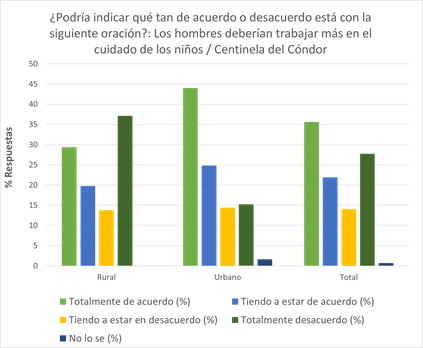 ¿Podría indicar qué tan de acuerdo o desacuerdo está con la
siguiente oración?: Los hombres deberían trabajar más en el
cuidado de los niños / Centinela del Cóndor
% Respuestas
50
45
40
35
30
25
20
15
10
5
0
Rural Urbano Total
Totalmente de acuerdo (%) Tiendo a estar de acuerdo (%)
Tiendo a estar en desacuerdo (%) Totalmente desacuerdo (%)
No lo se (%)